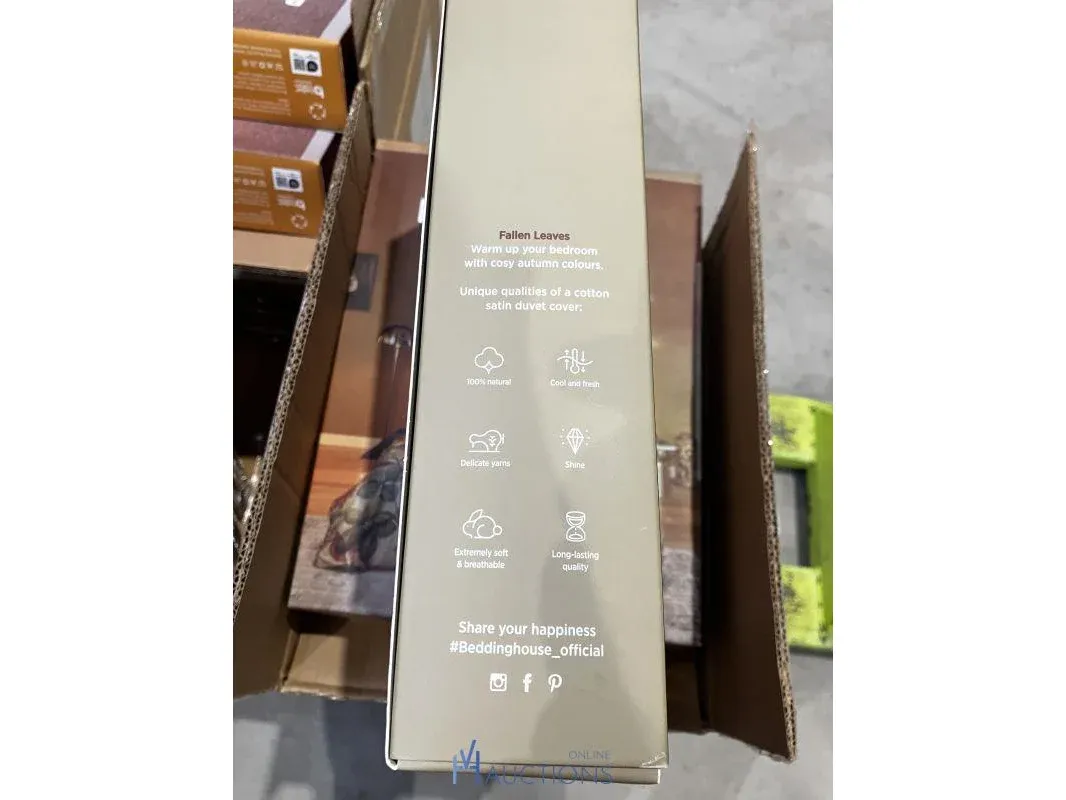 Fallen Leaves
Warm up your bedroom
with cosy autumn colours.
Unique qualities of a cotton
satin duvet cover:
100% natural
Cool and fresh
Delicate yarns
Shine
Extremely soft
& breathable
Long-lasting
quality
Share your happiness
#Beddinghouse_official
HVA ONLINE
AUCTIONS